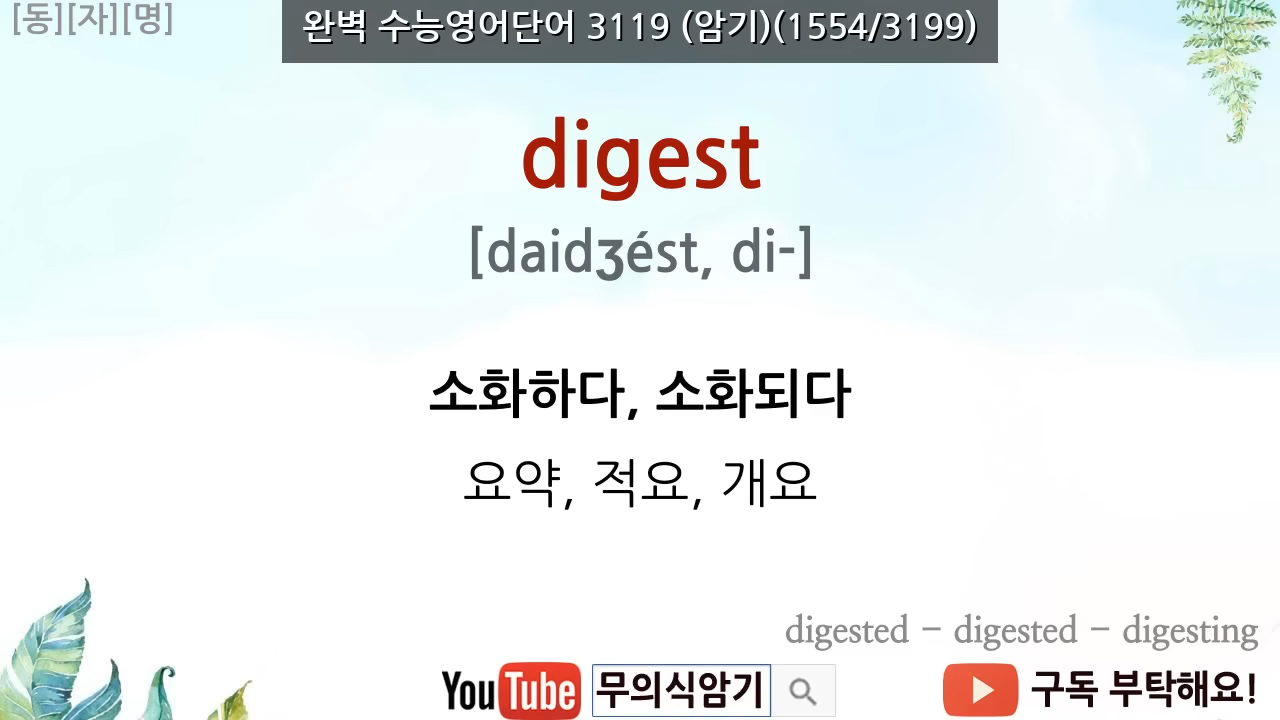 [동][자][명]
완벽 수능영어단어 3119 (암기)(1554/3199)
digest
[daidʒést, di-]
소화하다, 소화되다
요약, 적요, 개요
digested - digested - digesting
YouTube 무의식암기
구독 부탁해요!